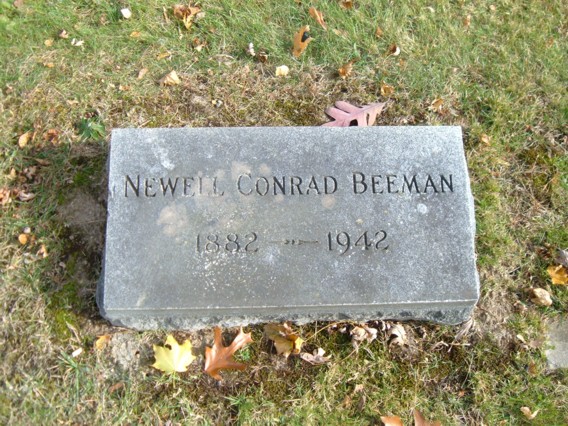 NEWELL CONRAD BEEMAN
1882 — 1942